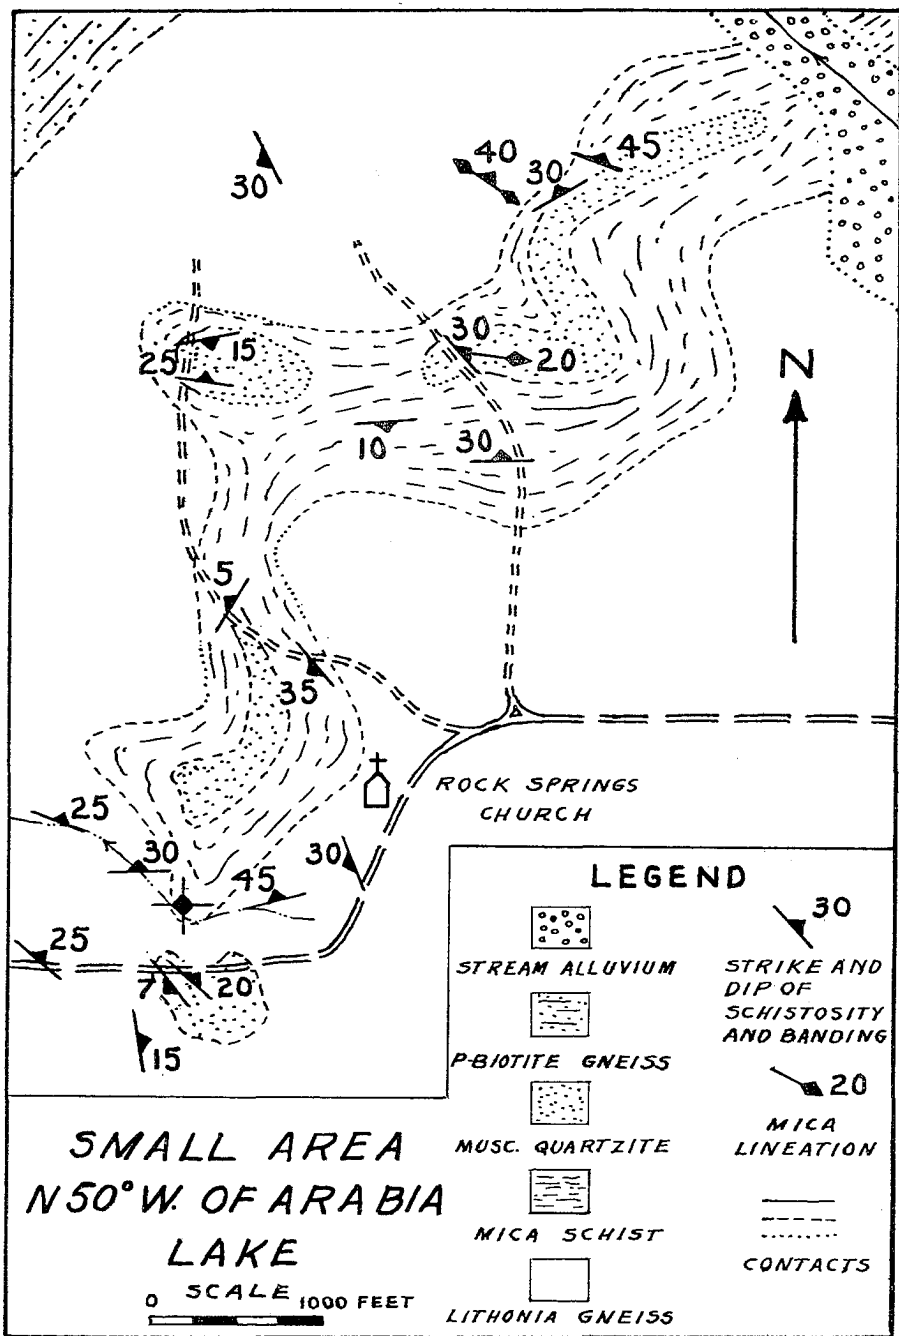 40
45
30
30
30
15
25
20
N
10
30
5
35
ROCK SPRINGS
CHURCH
25
30
30
45
25
7
20
15
LEGEND
STREAM ALLUVIUM
P-BIOTITE GNEISS
MUSC. QUARTZITE
MICA SCHIST
LITHONIA GNEISS
30
STRIKE AND
DIP OF
SCHISTOSITY
AND BANDING
20
MICA
LINEATION
CONTACTS
SMALL AREA
N 50° W. OF ARABIA
LAKE
SCALE
0 1000 FEET